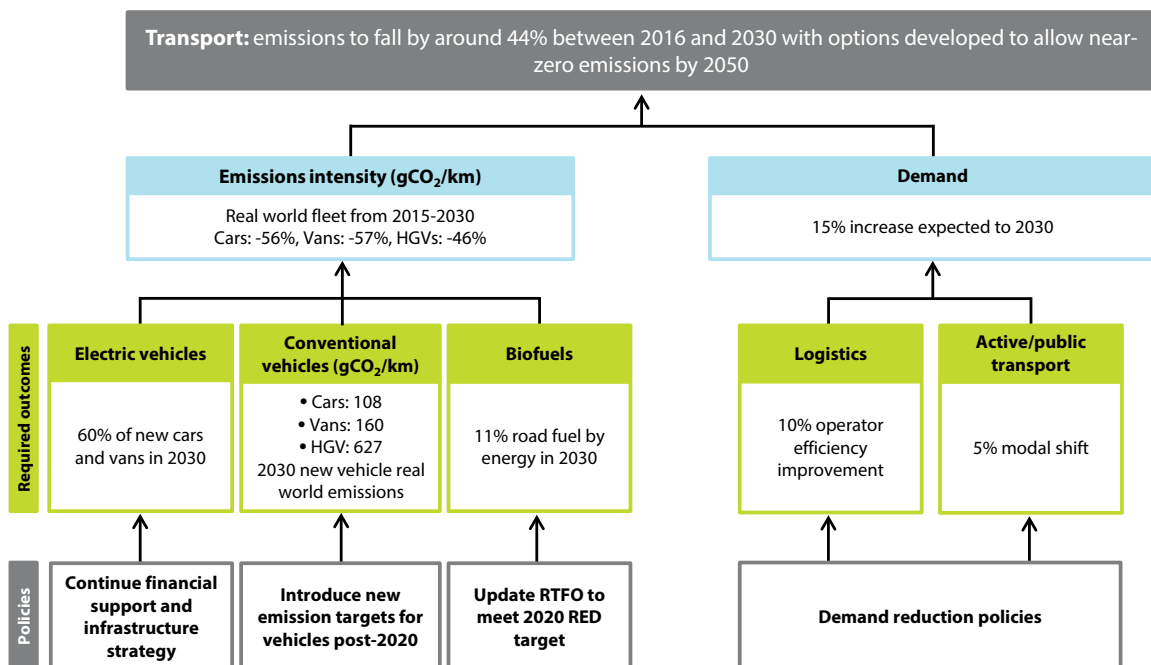 Transport: emissions to fall by around 44% between 2016 and 2030 with options developed to allow near-
zero emissions by 2050
Emissions intensity (gCO₂/km)
Real world fleet from 2015-2030
Cars: -56%, Vans: -57%, HGVs: -46%
Demand
15% increase expected to 2030
Required outcomes
Electric vehicles
60% of new cars
and vans in 2030
Conventional
vehicles (gCO₂/km)
• Cars: 108
• Vans: 160
• HGV: 627
2030 new vehicle real
world emissions
Biofuels
11% road fuel by
energy in 2030
Logistics
10% operator
efficiency
improvement
Active/public
transport
5% modal shift
Policies
Continue financial
support and
infrastructure
strategy
Introduce new
emission targets for
vehicles post-2020
Update RTFO to
meet 2020 RED
target
Demand reduction policies